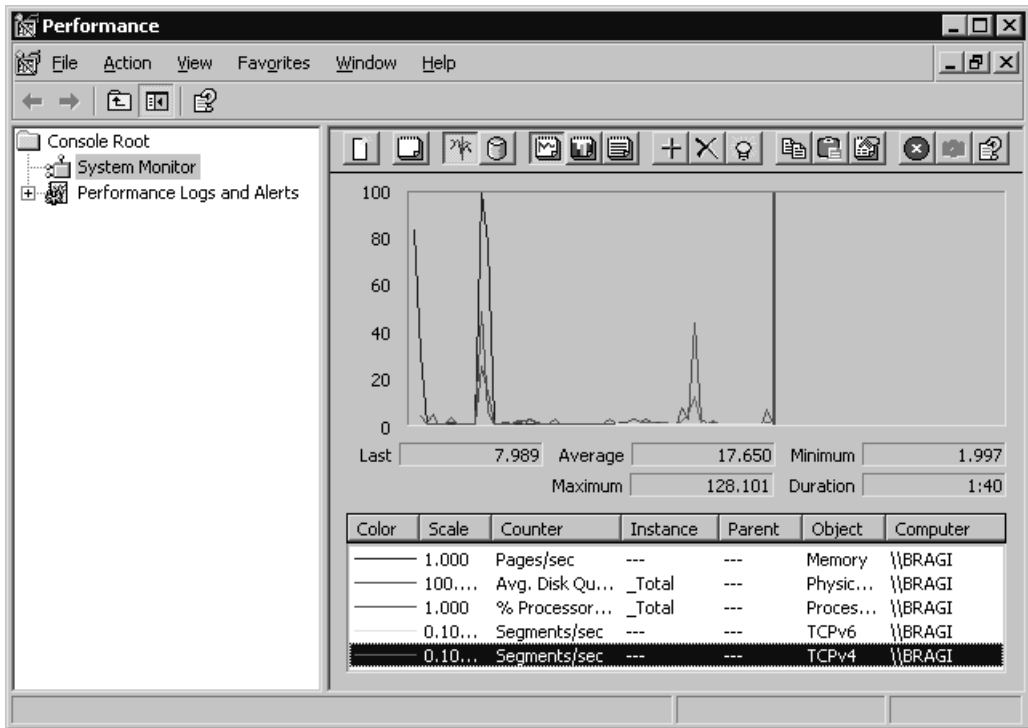 Performance
File Action View Favorites Window Help
Console Root
System Monitor
Performance Logs and Alerts
100
80
60
40
20
0
Last 7.989 Average 17.650 Minimum 1.997
Maximum 128.101 Duration 1:40
Color Scale Counter Instance Parent Object Computer
1.000 Pages/sec --- --- Memory \\BRAGI
100.... Avg. Disk Qu... _Total --- Physic... \\BRAGI
1.000 % Processor... _Total --- Proces... \\BRAGI
0.10... Segments/sec --- --- TCPv6 \\BRAGI
0.10... Segments/sec --- --- TCPv4 \\BRAGI